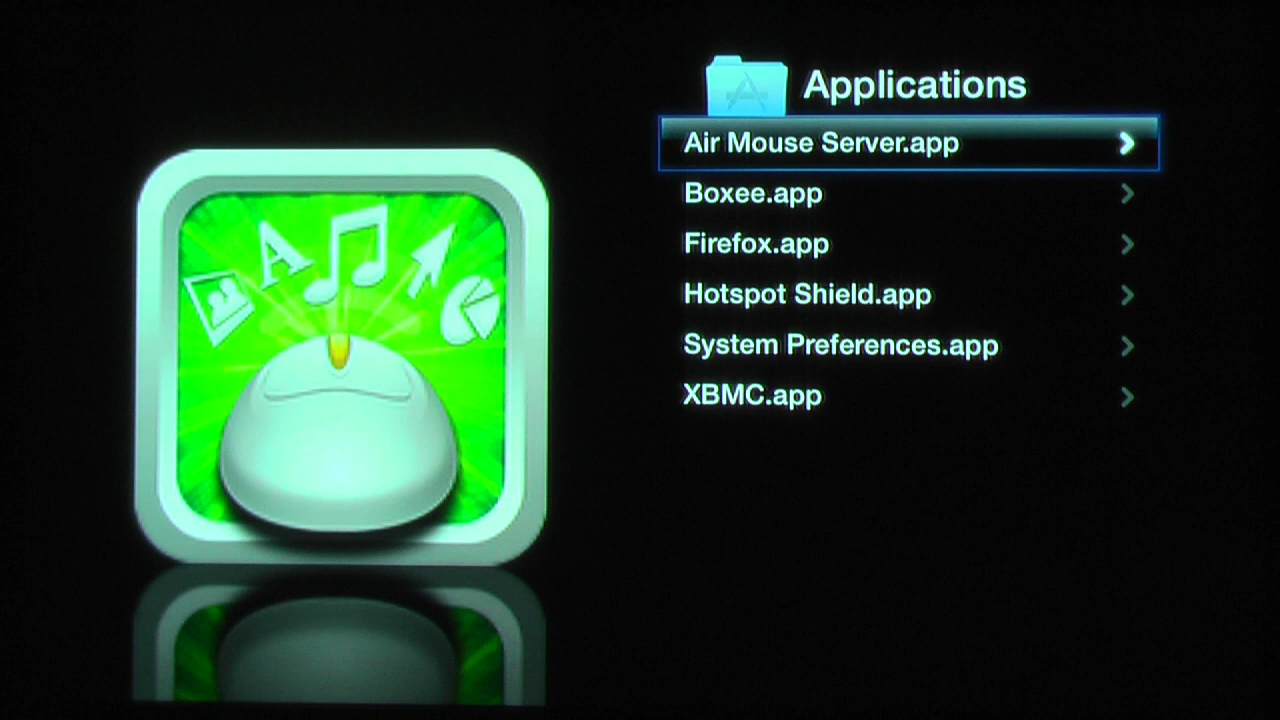 Applications
Air Mouse Server.app
Boxee.app
Firefox.app
Hotspot Shield.app
System Preferences.app
XBMC.app
A